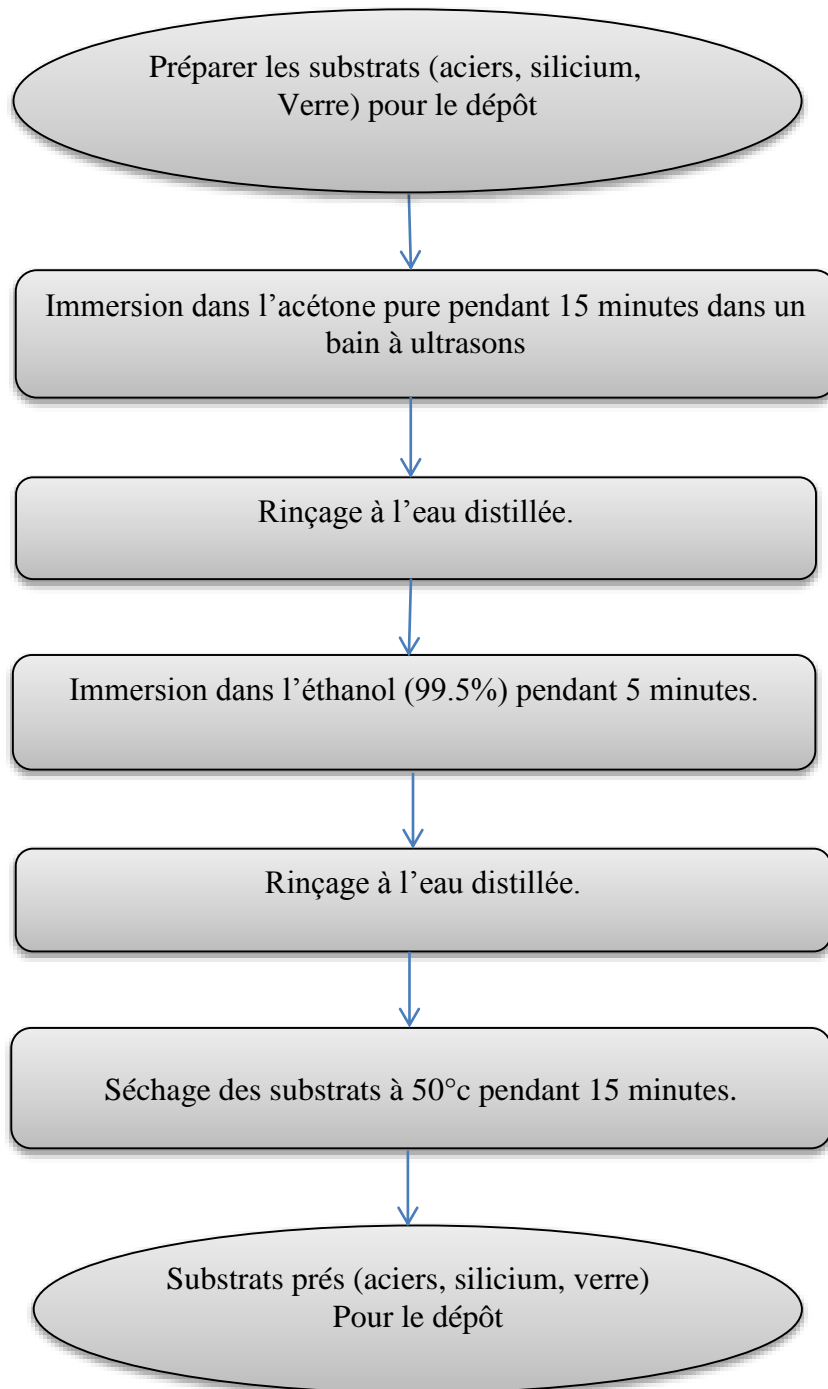 Préparer les substrats (aciers, silicium,
Verre) pour le dépôt
Immersion dans l’acétone pure pendant 15 minutes dans un
bain à ultrasons
Rinçage à l’eau distillée.
Immersion dans l’éthanol (99.5%) pendant 5 minutes.
Rinçage à l’eau distillée.
Séchage des substrats à 50°c pendant 15 minutes.
Substrats prés (aciers, silicium, verre)
Pour le dépôt